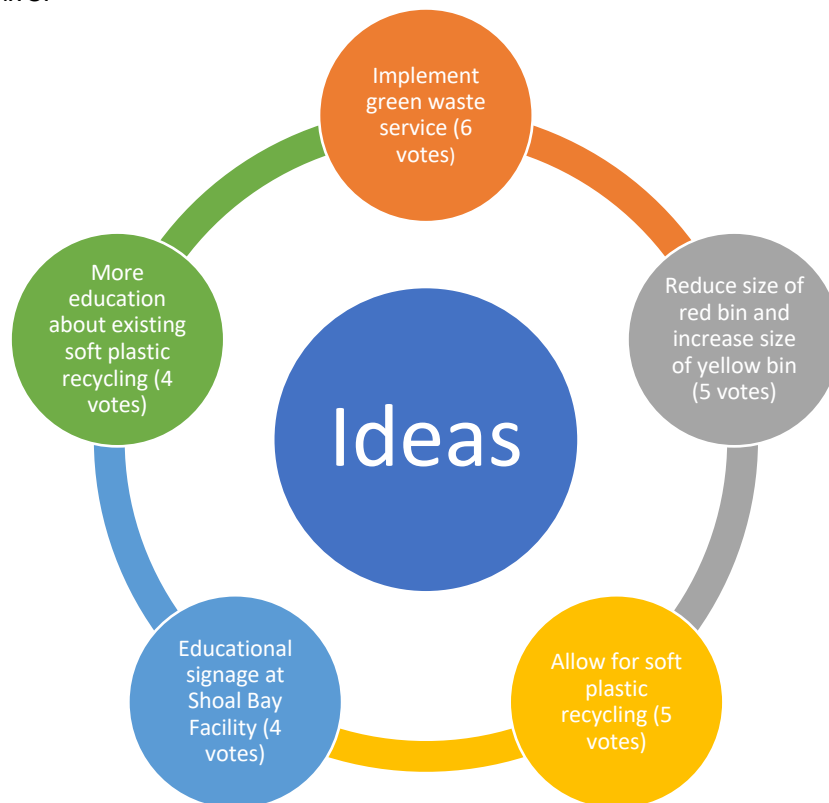 Implement
green waste
service (6
votes)
Reduce size of
red bin and
increase size
of yellow bin
(5 votes)
Allow for soft
plastic
recycling (5
votes)
Educational
signage at
Shoal Bay
Facility (4
votes)
More
education
about existing
soft plastic
recycling (4
votes)
Ideas